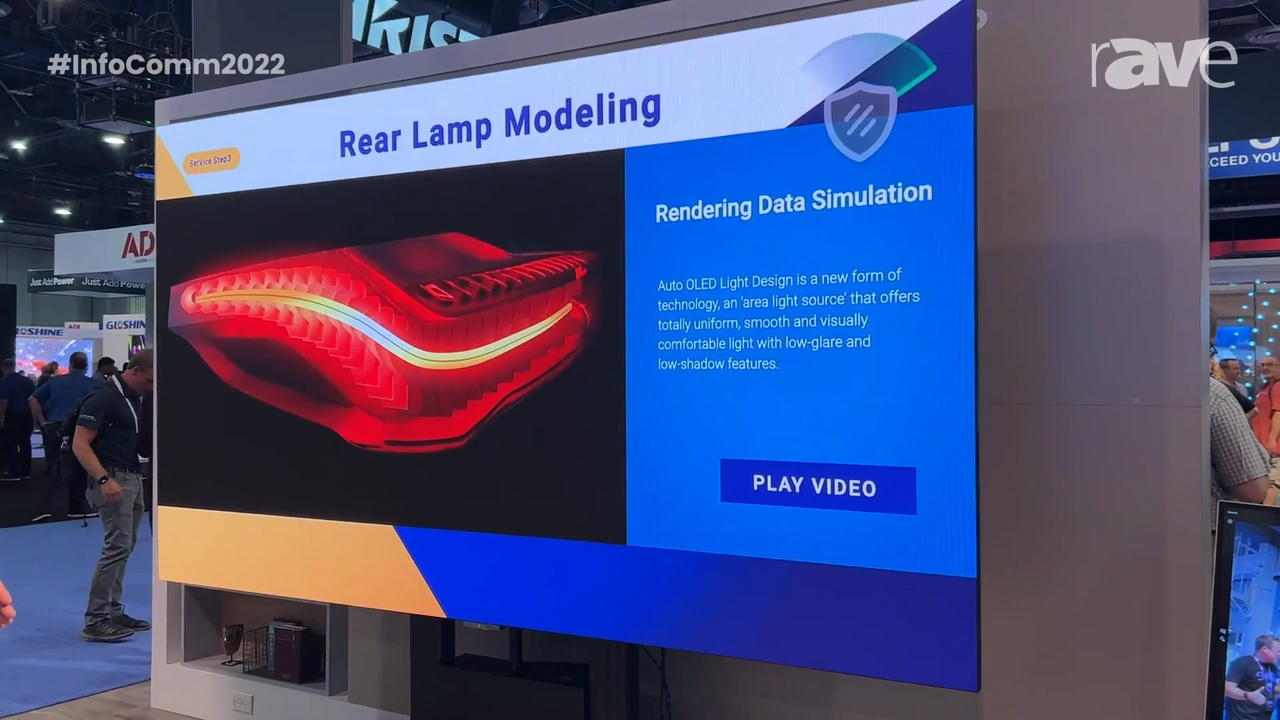 #InfoComm2022
rAVe
Rear Lamp Modeling
Service Step3
Rendering Data Simulation
Auto OLED Light Design is a new form of
technology, an 'area light source' that offers
totally uniform, smooth and visually
comfortable light with low-glare and
low-shadow features.
PLAY VIDEO
AD
Just Add Power
Just Add Power
GLOSHINE
ADI
GLOSHINE
CEED YOU